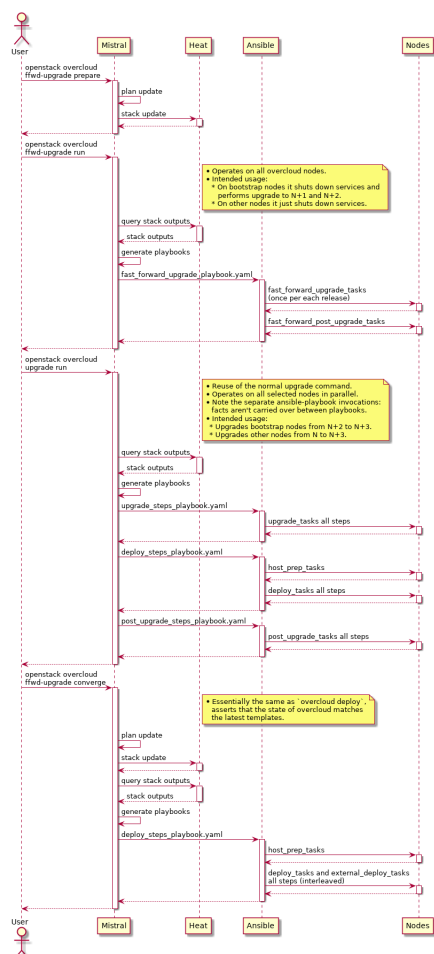 User
Mistral
Heat
Ansible
Nodes
openstack overcloud
ffwd-upgrade prepare
plan update
stack update
openstack overcloud
ffwd-upgrade run
• Operates on all overcloud nodes.
• Intended usage:
* On bootstrap nodes it shuts down services and
performs upgrade to N+1 and N+2.
* On other nodes it just shuts down services.
query stack outputs
stack outputs
generate playbooks
fast_forward_upgrade_playbook.yaml
fast_forward_upgrade_tasks
(once per each release)
fast_forward_post_upgrade_tasks
openstack overcloud
upgrade run
• Reuse of the normal upgrade command.
• Operates on all selected nodes in parallel.
• Note the separate ansible-playbook invocations:
facts aren't carried over between playbooks.
• Intended usage:
* Upgrades bootstrap nodes from N+2 to N+3.
* Upgrades other nodes from N to N+3.
query stack outputs
stack outputs
generate playbooks
upgrade_steps_playbook.yaml
upgrade_tasks all steps
deploy_steps_playbook.yaml
host_prep_tasks
deploy_tasks all steps
post_upgrade_steps_playbook.yaml
post_upgrade_tasks all steps
openstack overcloud
ffwd-upgrade converge
• Essentially the same as `overcloud deploy`,
asserts that the state of overcloud matches
the latest templates.
plan update
stack update
query stack outputs
stack outputs
generate playbooks
deploy_steps_playbook.yaml
host_prep_tasks
deploy_tasks and external_deploy_tasks
all steps (interleaved)
User
Mistral
Heat
Ansible
Nodes